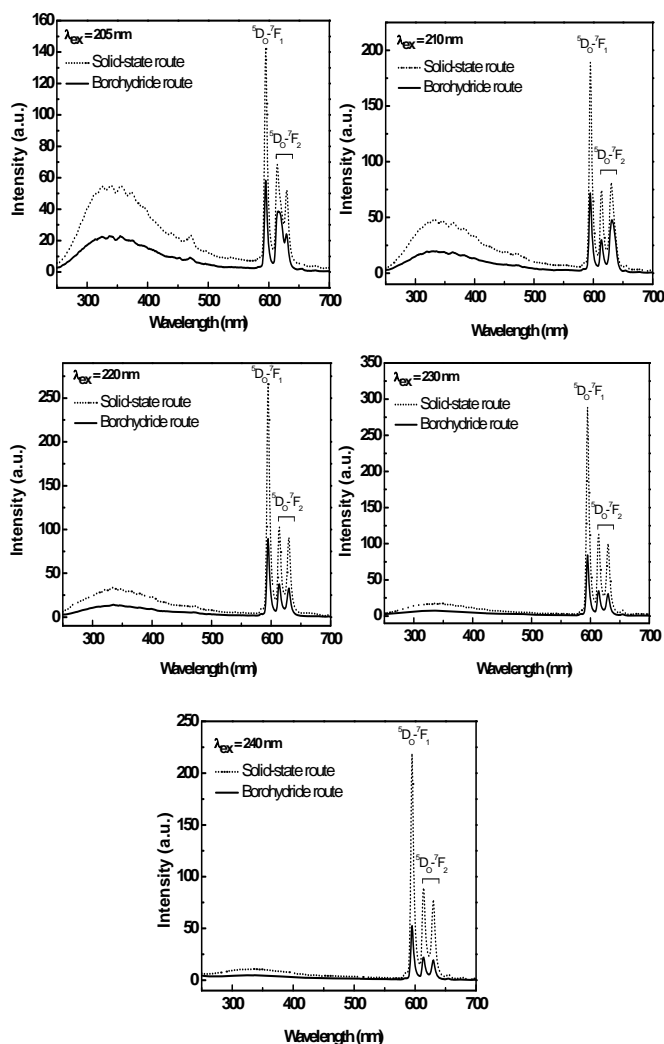 λex = 205 nm
Solid-state route
Borohydride route
⁵D₀-⁷F₁
⁵D₀-⁷F₂
Intensity (a.u.)
160
140
120
100
80
60
40
20
0
300 400 500 600 700
Wavelength (nm)
λex = 210 nm
Solid-state route
Borohydride route
⁵D₀-⁷F₁
⁵D₀-⁷F₂
Intensity (a.u.)
200
150
100
50
0
300 400 500 600 700
Wavelength (nm)
λex = 220 nm
Solid-state route
Borohydride route
⁵D₀-⁷F₁
⁵D₀-⁷F₂
Intensity (a.u.)
250
200
150
100
50
0
300 400 500 600 700
Wavelength (nm)
λex = 230 nm
Solid-state route
Borohydride route
⁵D₀-⁷F₁
⁵D₀-⁷F₂
Intensity (a.u.)
350
300
250
200
150
100
50
0
300 400 500 600 700
Wavelength (nm)
λex = 240 nm
Solid-state route
Borohydride route
⁵D₀-⁷F₁
⁵D₀-⁷F₂
Intensity (a.u.)
250
200
150
100
50
0
300 400 500 600 700
Wavelength (nm)